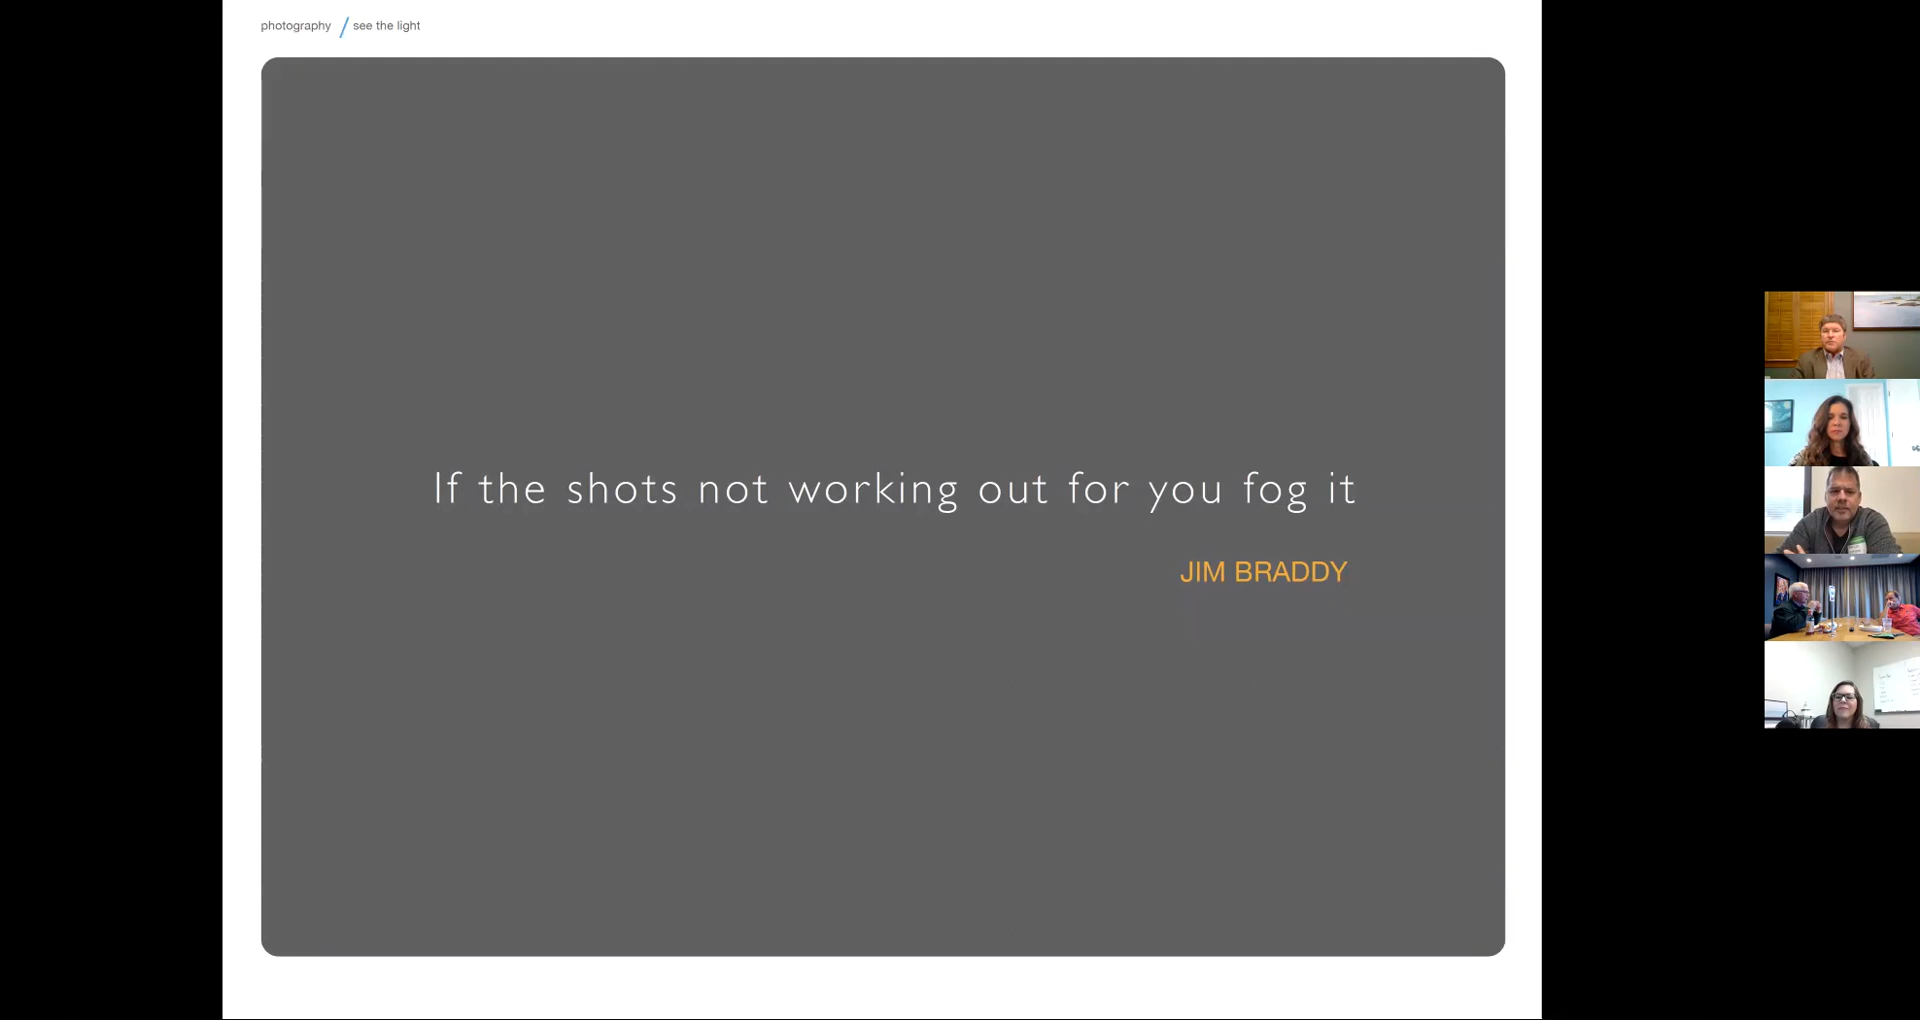 photography / see the light
If the shots not working out for you fog it
JIM BRADDY